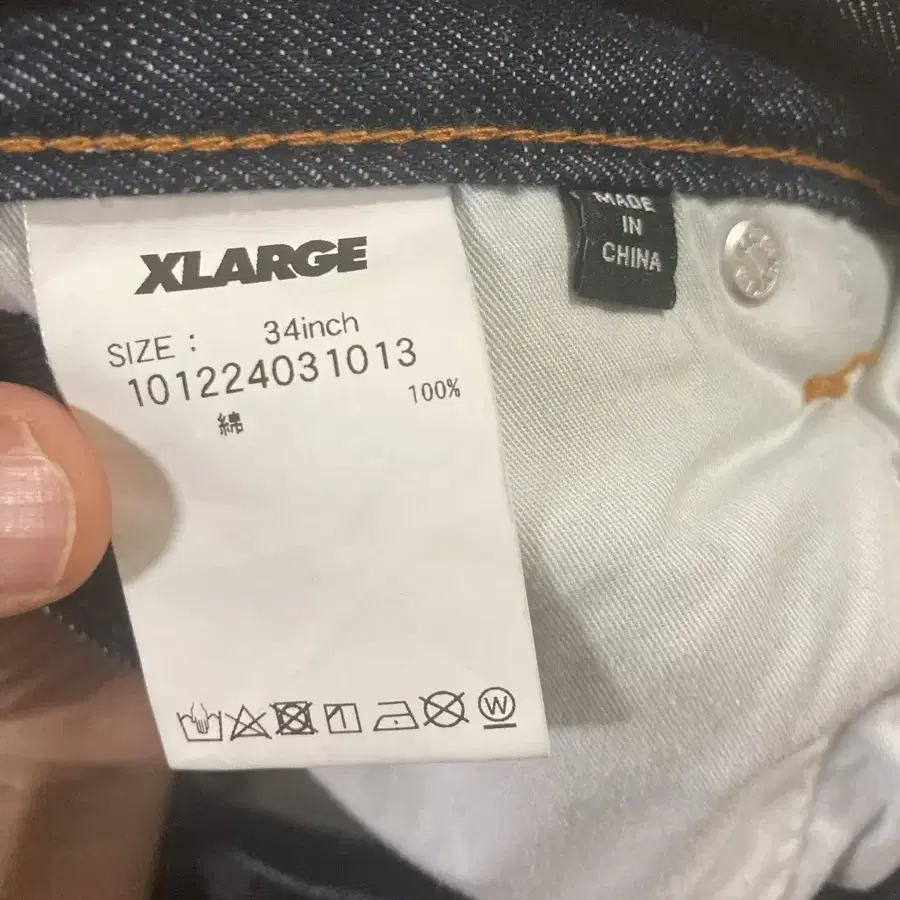 XLARGE
SIZE : 34inch
101224031013
綿 100%
W
MADE
IN
CHINA